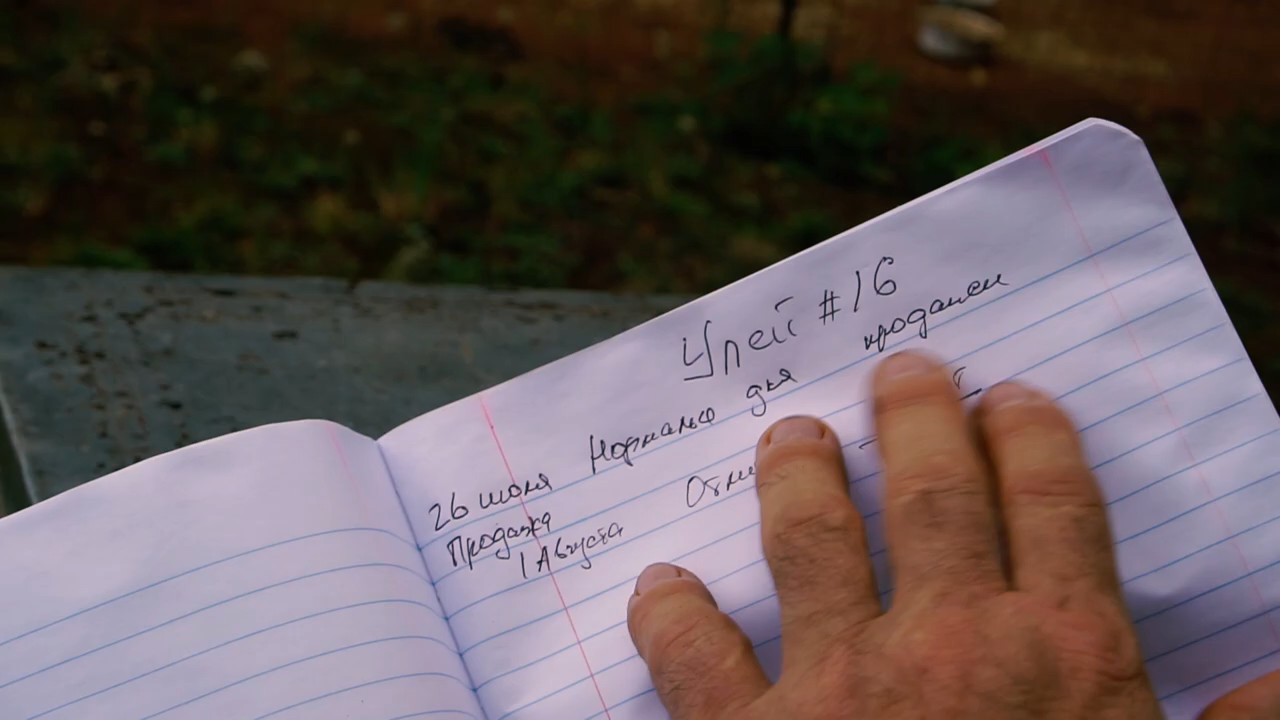 Улей #16
26 июля Нормально для продажи
Продажа
1 Августа